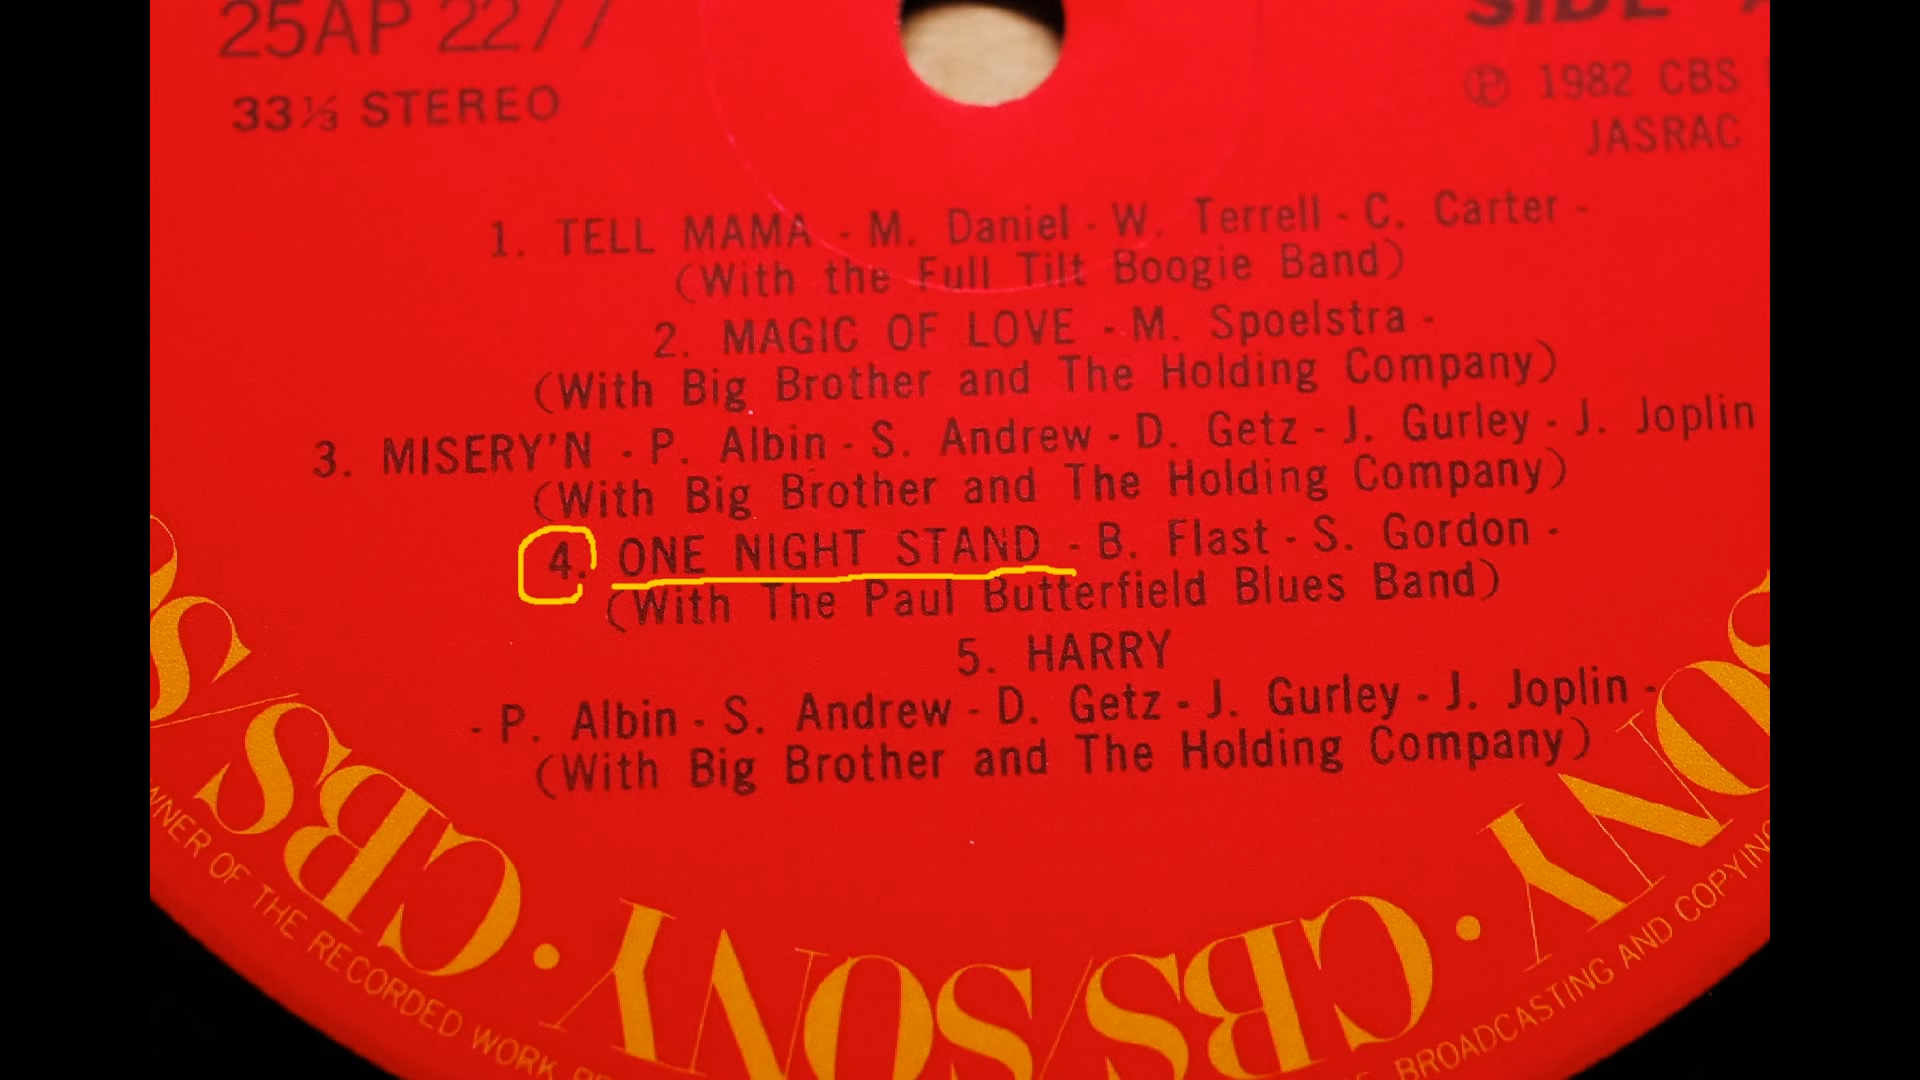 25AP 2277
33⅓ STEREO
SIDE
Ⓟ 1982 CBS
JASRAC
1. TELL MAMA - M. Daniel - W. Terrell - C. Carter -
(With the Full Tilt Boogie Band)
2. MAGIC OF LOVE - M. Spoelstra -
(With Big Brother and The Holding Company)
3. MISERY'N - P. Albin - S. Andrew - D. Getz - J. Gurley - J. Joplin
(With Big Brother and The Holding Company)
4. ONE NIGHT STAND - B. Flast - S. Gordon -
(With The Paul Butterfield Blues Band)
5. HARRY
- P. Albin - S. Andrew - D. Getz - J. Gurley - J. Joplin -
(With Big Brother and The Holding Company)
CBS · SONY/CBS · SONY
OF THE RECORDED WORK
BROADCASTING AND COPYING